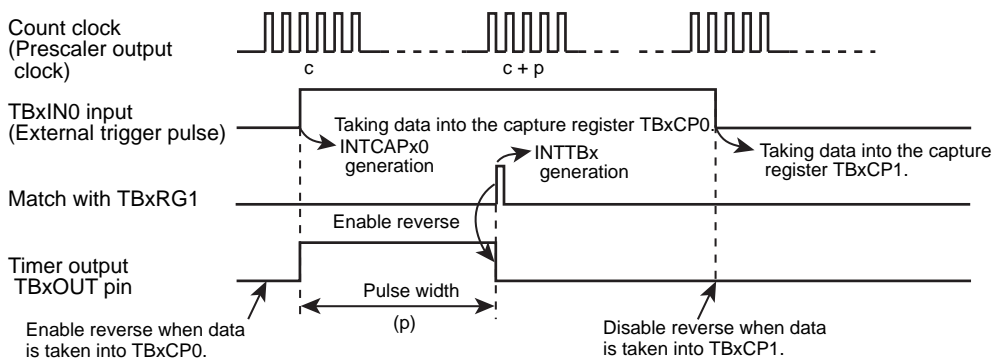 Count clock
(Prescaler output
clock)
c
c + p
TBxIN0 input
(External trigger pulse)
Taking data into the capture register TBxCP0.
INTCAPx0
generation
INTTBx
generation
Taking data into the capture
register TBxCP1.
Match with TBxRG1
Enable reverse
Timer output
TBxOUT pin
Pulse width
(p)
Enable reverse when data
is taken into TBxCP0.
Disable reverse when data
is taken into TBxCP1.